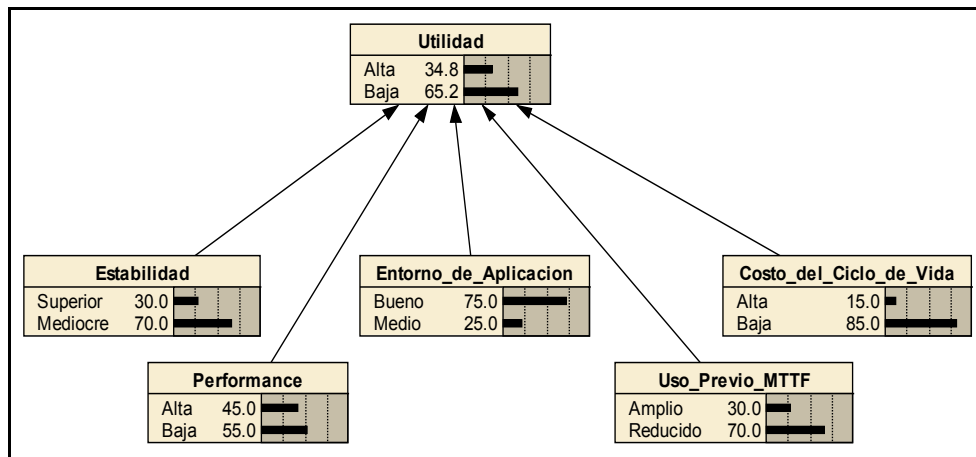 Utilidad
Alta 34.8
Baja 65.2
Estabilidad
Superior 30.0
Mediocre 70.0
Entorno_de_Aplicacion
Bueno 75.0
Medio 25.0
Costo_del_Ciclo_de_Vida
Alta 15.0
Baja 85.0
Performance
Alta 45.0
Baja 55.0
Uso_Previo_MTTF
Amplio 30.0
Reducido 70.0